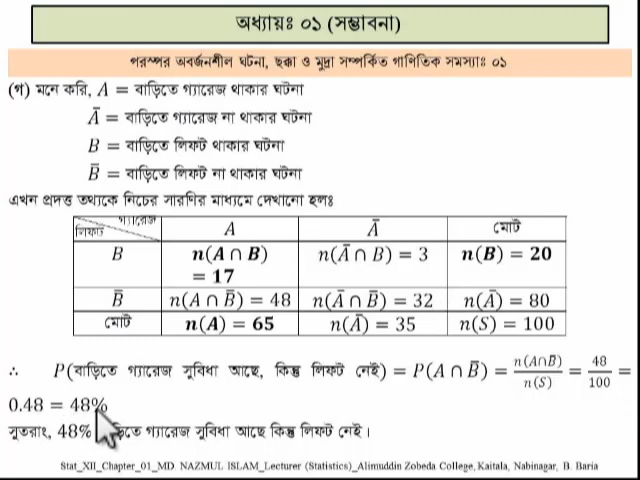 অধ্যায়ঃ ০১ (সম্ভাবনা)
পরস্পর অবর্জনশীল ঘটনা, ছক্কা ও মুদ্রা সম্পর্কিত গাণিতিক সমস্যাঃ ০১
(গ) মনে করি, A = বাড়িতে গ্যারেজ থাকার ঘটনা
Ā = বাড়িতে গ্যারেজ না থাকার ঘটনা
B = বাড়িতে লিফট থাকার ঘটনা
B̄ = বাড়িতে লিফট না থাকার ঘটনা
এখন প্রদত্ত তথ্যকে নিচের সারণির মাধ্যমে দেখানো হলঃ
গ্যারেজ লিফট A Ā মোট
B n(A ∩ B) = 17 n(Ā ∩ B) = 3 n(B) = 20
B̄ n(A ∩ B̄) = 48 n(Ā ∩ B̄) = 32 n(Ā) = 80
মোট n(A) = 65 n(Ā) = 35 n(S) = 100
∴ P(বাড়িতে গ্যারেজ সুবিধা আছে, কিন্তু লিফট নেই) = P(A ∩ B̄) = n(A∩B̄)/n(S) = 48/100 =
0.48 = 48%
সুতরাং, 48% গ্যারেজ সুবিধা আছে কিন্তু লিফট নেই।
Stat_XII_Chapter_01_MD. NAZMUL ISLAM_Lecturer (Statistics)_Alimuddin Zobeda College, Kaitala, Nabinagar, B. Baria